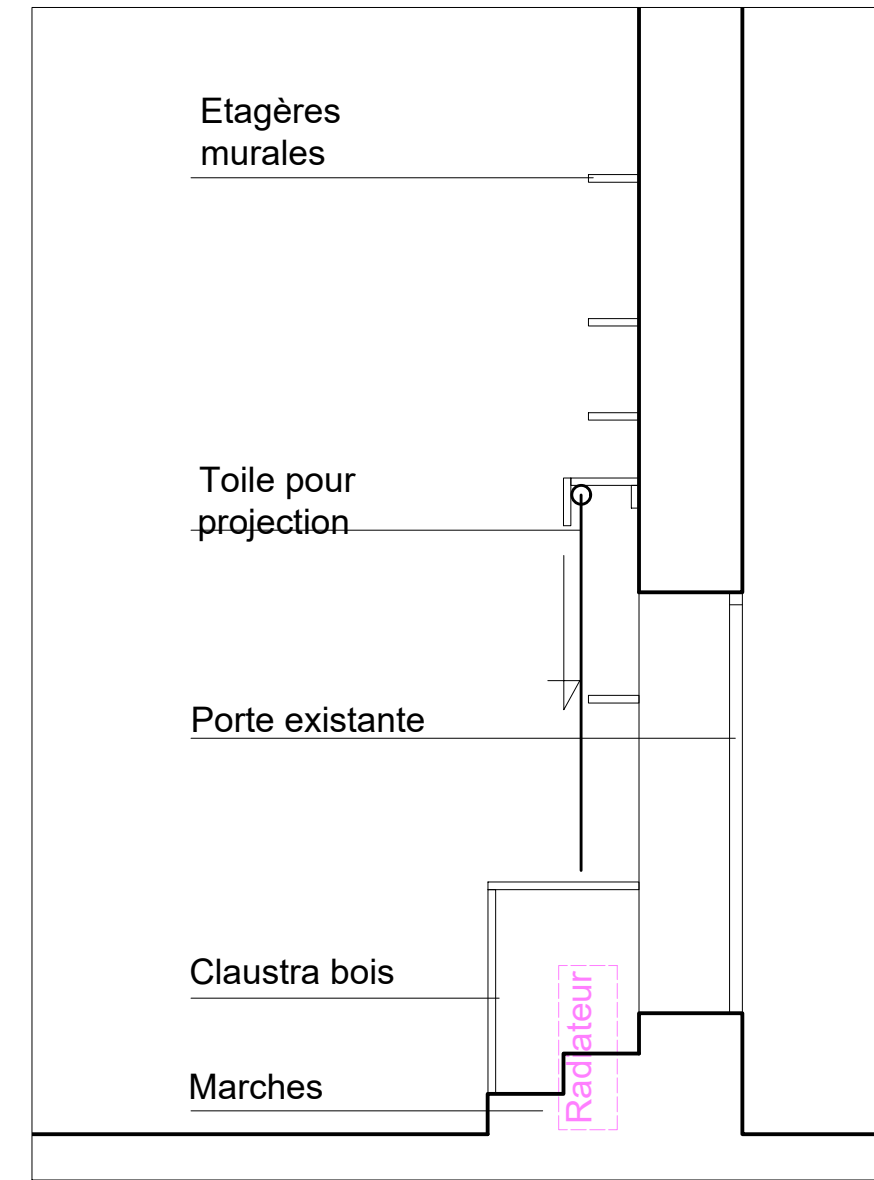 Etagères
murales
Toile pour
projection
Porte existante
Claustra bois
Radiateur
Marches